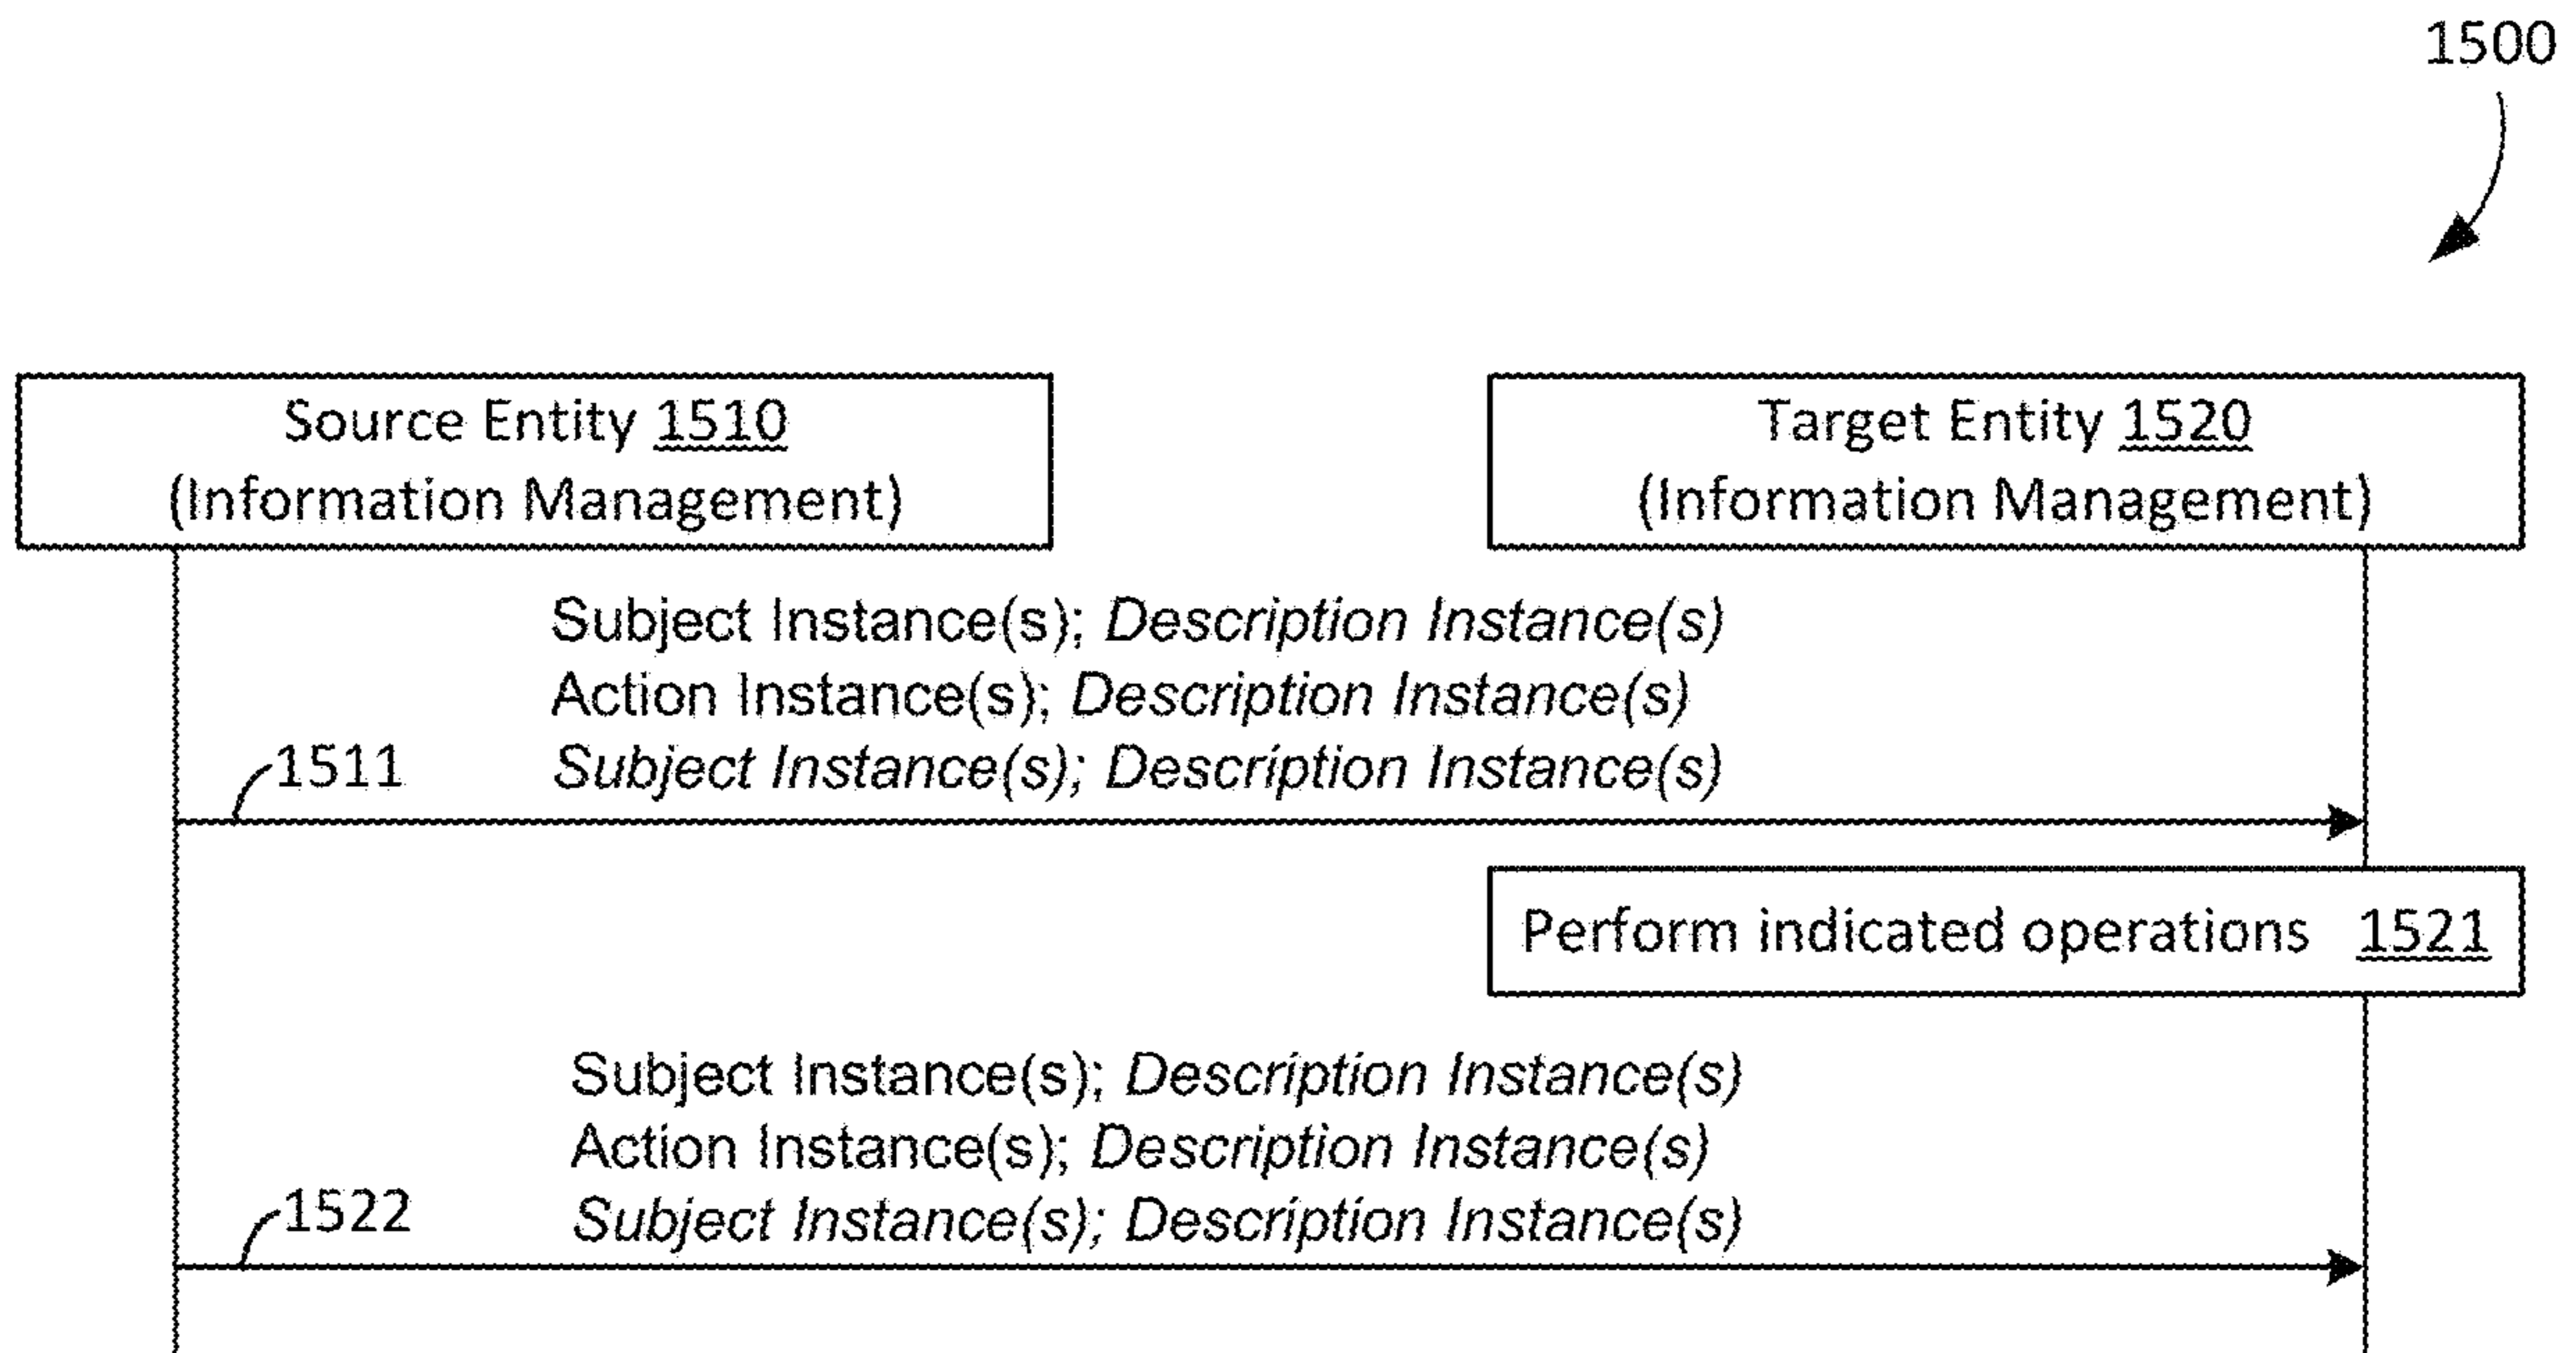 1500
Source Entity 1510
(Information Management)
Target Entity 1520
(Information Management)
Subject Instance(s); Description Instance(s)
Action Instance(s); Description Instance(s)
Subject Instance(s); Description Instance(s)
1511
Perform indicated operations 1521
Subject Instance(s); Description Instance(s)
Action Instance(s); Description Instance(s)
Subject Instance(s); Description Instance(s)
1522